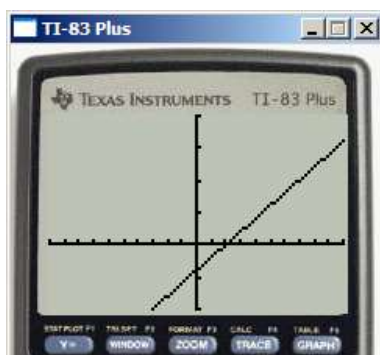 TI-83 Plus
TEXAS INSTRUMENTS TI-83 Plus
STAT PLOT F1 TBLSET F2 FORMAT F3 CALC F4 TABLE F5
Y= WINDOW ZOOM TRACE GRAPH